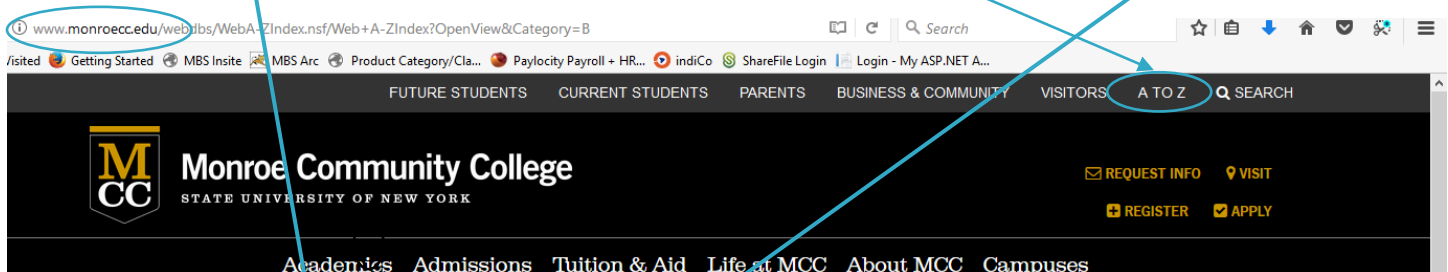 www.monroecc.edu/webdbs/WebA-ZIndex.nsf/Web+A-ZIndex?OpenView&Category=B
Search
Visited Getting Started MBS Insite MBS Arc Product Category/Cla... Paylocity Payroll + HR... indiCo ShareFile Login Login - My ASP.NET A...
FUTURE STUDENTS CURRENT STUDENTS PARENTS BUSINESS & COMMUNITY VISITORS A TO Z SEARCH
M
CC
Monroe Community College
STATE UNIVERSITY OF NEW YORK
REQUEST INFO VISIT
REGISTER APPLY
Academics Admissions Tuition & Aid Life at MCC About MCC Campuses